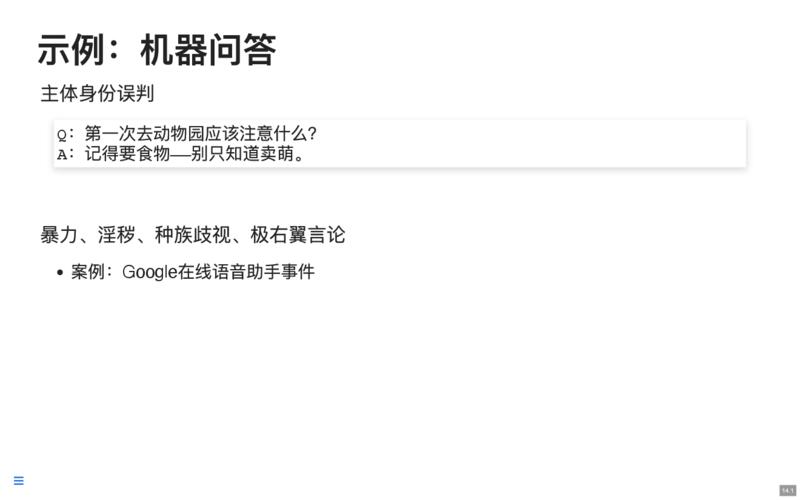 示例：机器问答
主体身份误判
Q：第一次去动物园应该注意什么？
A：记得要食物——别只知道卖萌。
暴力、淫秽、种族歧视、极右翼言论
• 案例：Google在线语音助手事件
14.1